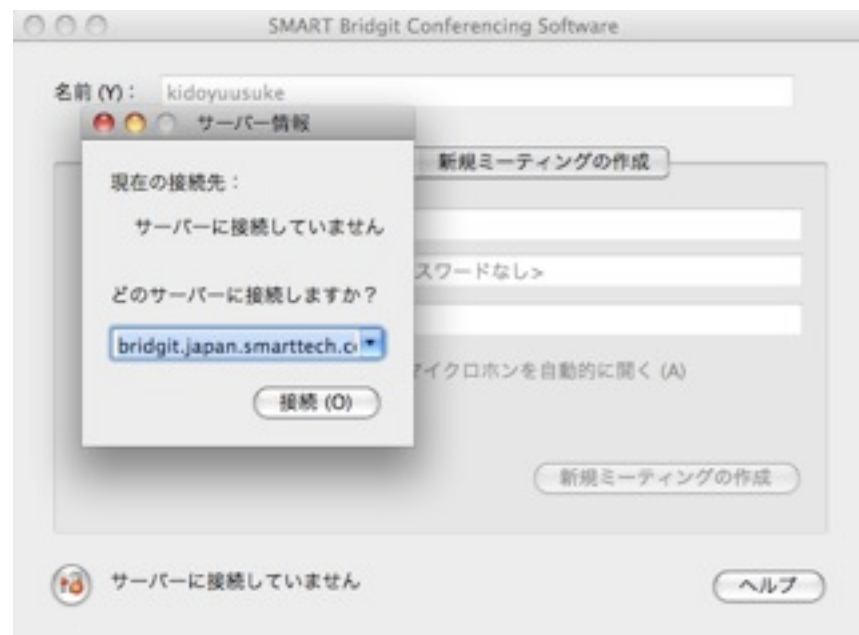 SMART Bridgit Conferencing Software
名前 (Y): kidoyuusuke
サーバー情報
新規ミーティングの作成
現在の接続先:
サーバーに接続していません
スワードなし>
どのサーバーに接続しますか?
bridgit.japan.smarttech.c
マイクロホンを自動的に開く (A)
接続 (O)
新規ミーティングの作成
サーバーに接続していません
ヘルプ